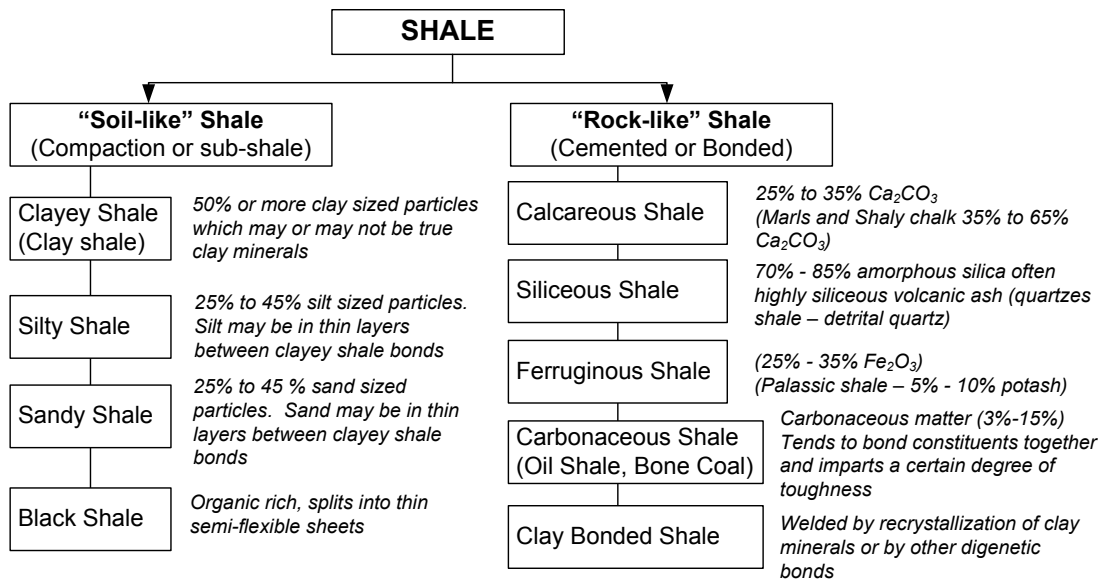 SHALE
“Soil-like” Shale
(Compaction or sub-shale)
Clayey Shale
(Clay shale)
50% or more clay sized particles
which may or may not be true
clay minerals
Silty Shale
25% to 45% silt sized particles.
Silt may be in thin layers
between clayey shale bonds
Sandy Shale
25% to 45 % sand sized
particles. Sand may be in thin
layers between clayey shale
bonds
Black Shale
Organic rich, splits into thin
semi-flexible sheets
“Rock-like” Shale
(Cemented or Bonded)
Calcareous Shale
25% to 35% Ca₂CO₃
(Marls and Shaly chalk 35% to 65%
Ca₂CO₃)
Siliceous Shale
70% - 85% amorphous silica often
highly siliceous volcanic ash (quartzes
shale – detrital quartz)
Ferruginous Shale
(25% - 35% Fe₂O₃)
(Palassic shale – 5% - 10% potash)
Carbonaceous Shale
(Oil Shale, Bone Coal)
Carbonaceous matter (3%-15%)
Tends to bond constituents together
and imparts a certain degree of
toughness
Clay Bonded Shale
Welded by recrystallization of clay
minerals or by other digenetic
bonds